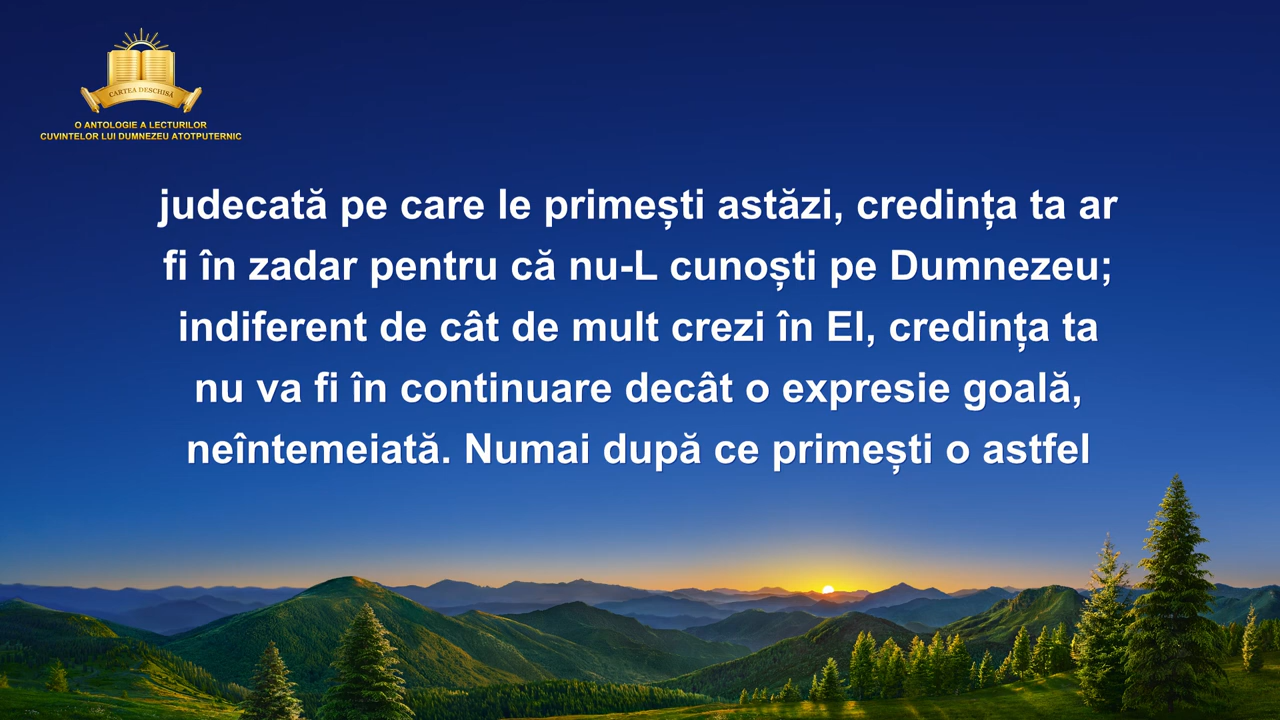 CARTEA DESCHISĂ
O ANTOLOGIE A LECTURILOR
CUVINTELOR LUI DUMNEZEU ATOTPUTERNIC
judecată pe care le primești astăzi, credința ta ar
fi în zadar pentru că nu-L cunoști pe Dumnezeu;
indiferent de cât de mult crezi în El, credința ta
nu va fi în continuare decât o expresie goală,
neîntemeiată. Numai după ce primești o astfel